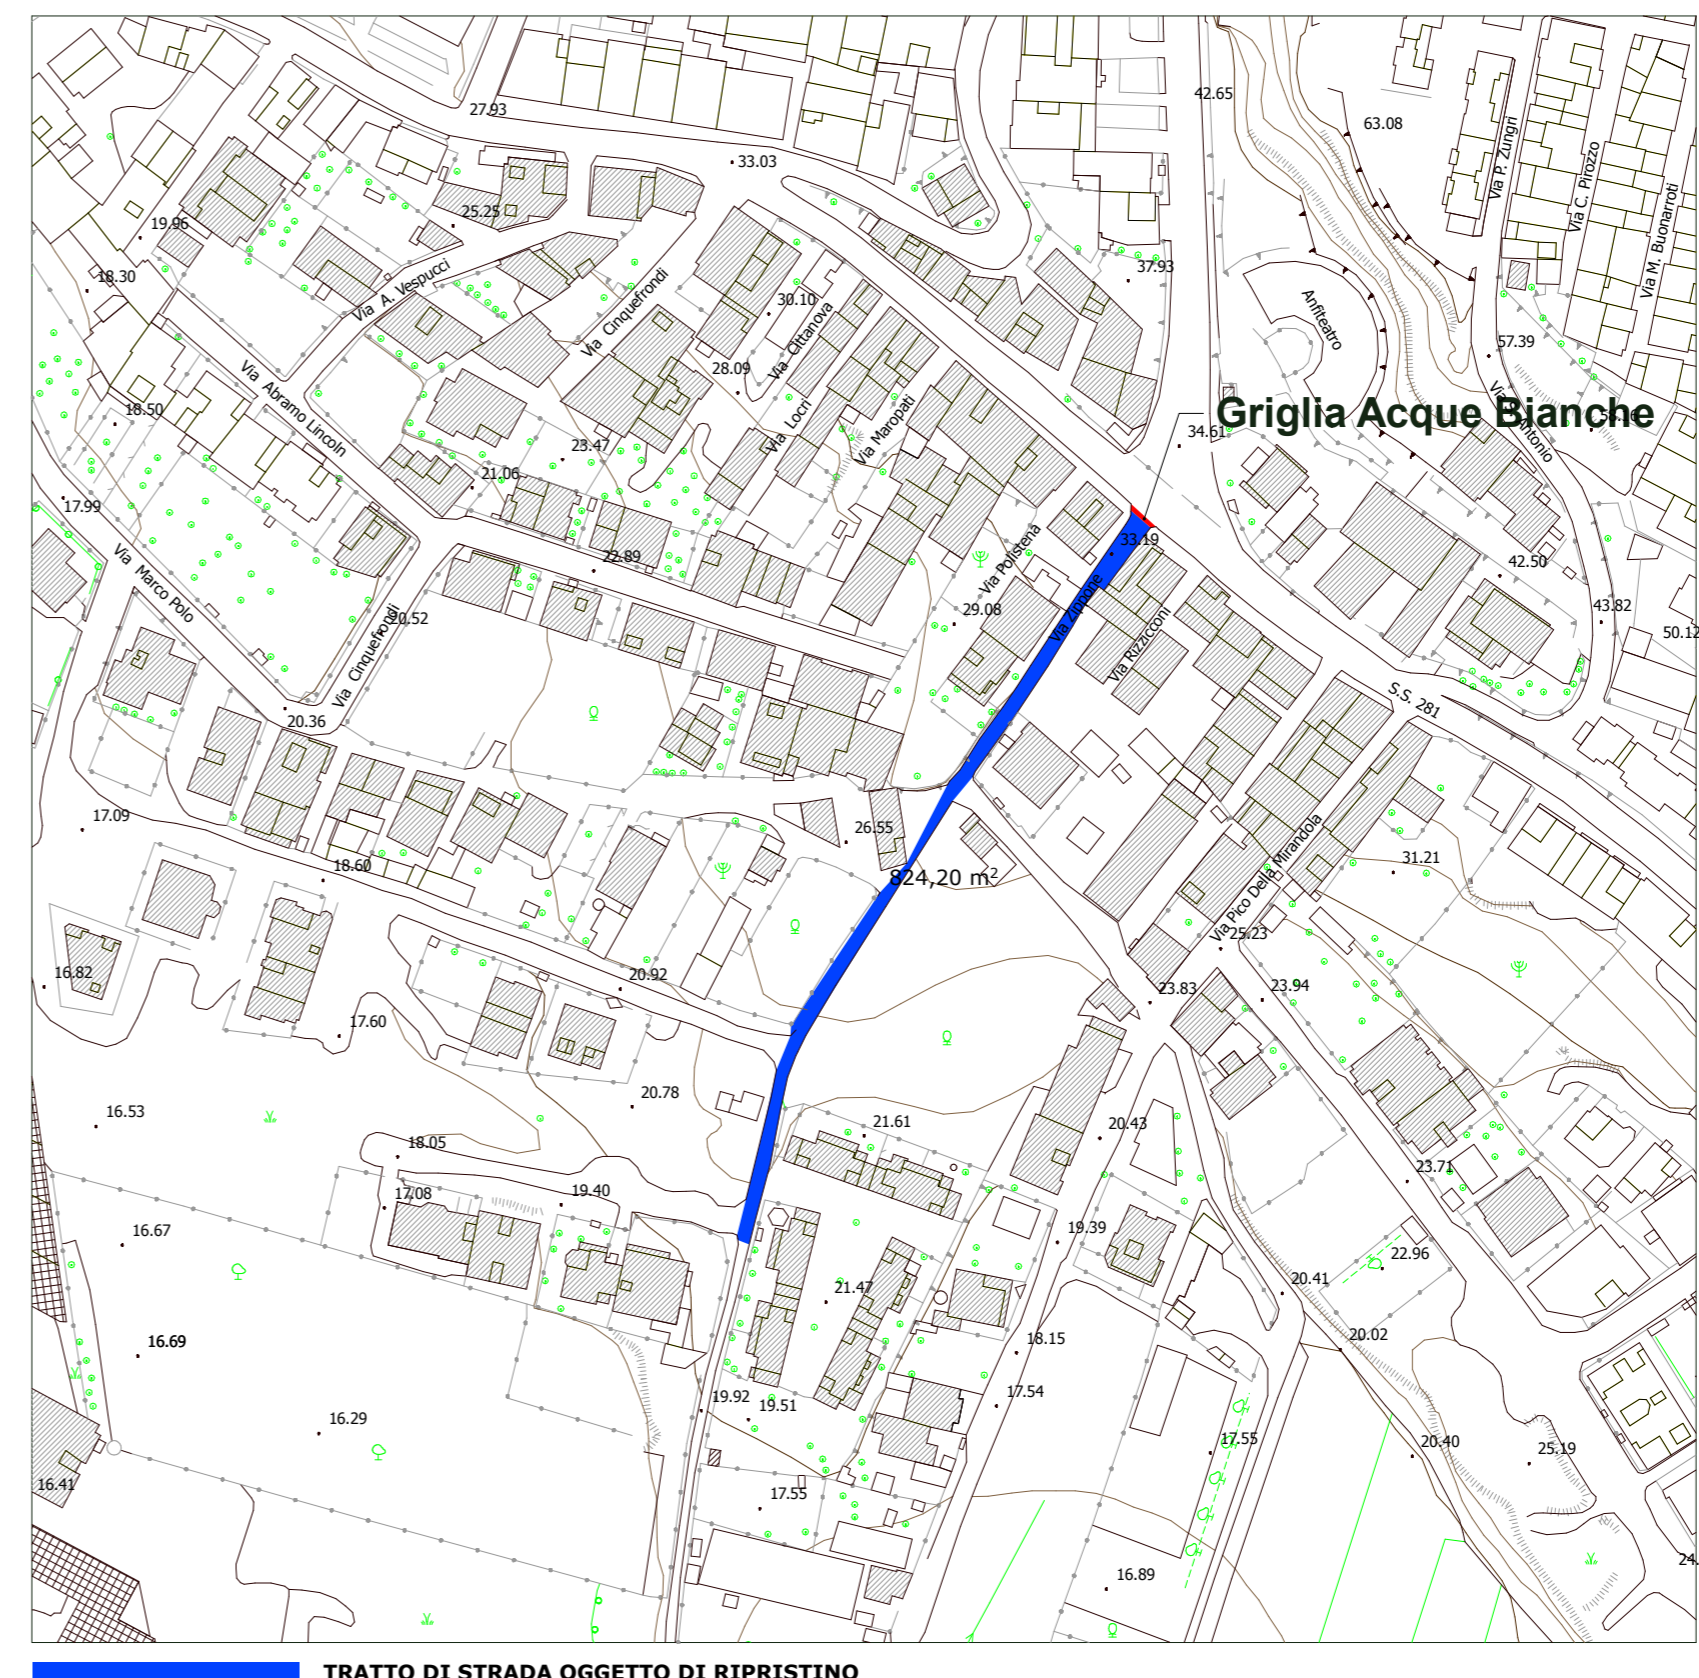 27.93
42.65
63.08
33.03
Via P. Zungri
Via C. Pirozzo
Via M. Buonarroti
19.96
25.25
18.30
37.93
Via A. Vespucci
Via Cinquefrondi
30.10
Via Cittanova
Anfiteatro
57.39
28.09
Via Abramo Lincoln
18.50
Via Locri
Via Maropati
Griglia Acque Bianche
34.61
Antonio
23.47
21.06
17.99
22.89
33.19
Via Polistena
Via Zippone
42.50
Via Marco Polo
29.08
Via Rizzicconi
43.82
20.52
50.12
Via Cinquefrondi
20.36
S.S. 281
17.09
26.55
18.60
824,20 m²
31.21
Via Pico Della Mirandola
25.23
16.82
20.92
23.83
23.94
17.60
16.53
20.78
21.61
20.43
18.05
17.08
19.40
23.71
16.67
19.39
22.96
21.47
20.41
16.69
18.15
20.02
19.92
19.51
17.54
16.29
17.55
20.40
25.19
16.41
17.55
16.89
24.
TRATTO DI STRADA OGGETTO DI RIPRISTINO